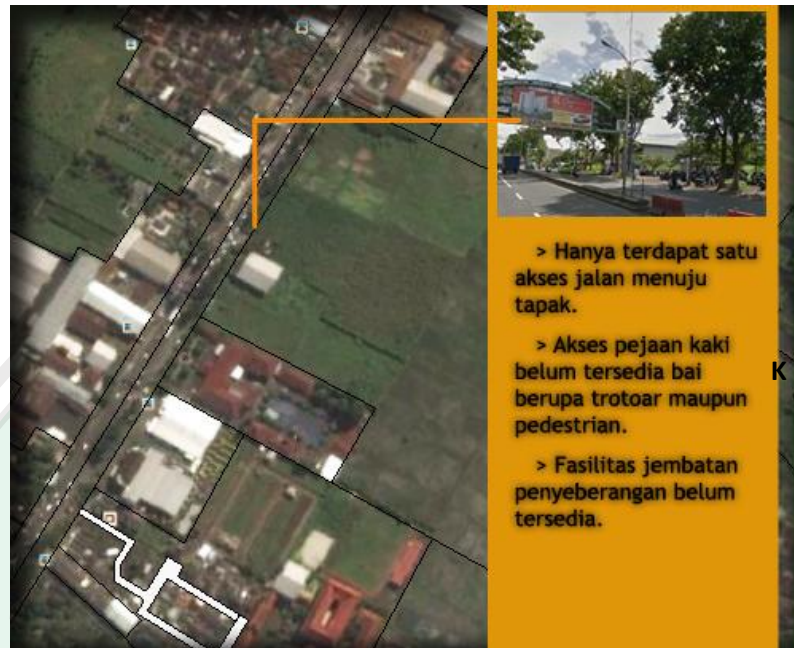 > Hanya terdapat satu
akses jalan menuju
tapak.
> Akses pejaan kaki
belum tersedia bai
K
berupa trotoar maupun
pedestrian.
> Fasilitas jembatan
penyeberangan belum
tersedia.